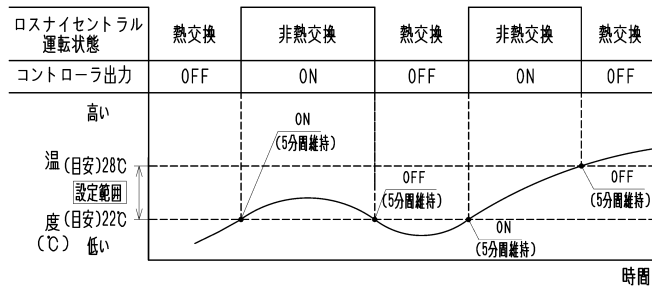 ロスナイセントラル
運転状態
熱交換
非熱交換
熱交換
非熱交換
熱交換
コントローラ出力
OFF
ON
OFF
ON
OFF
高い
ON
(5分間維持)
温
(目安)28℃
OFF
(5分間維持)
OFF
(5分間維持)
設定範囲
度
(目安)22℃
(℃)
低い
ON
(5分間維持)
時間